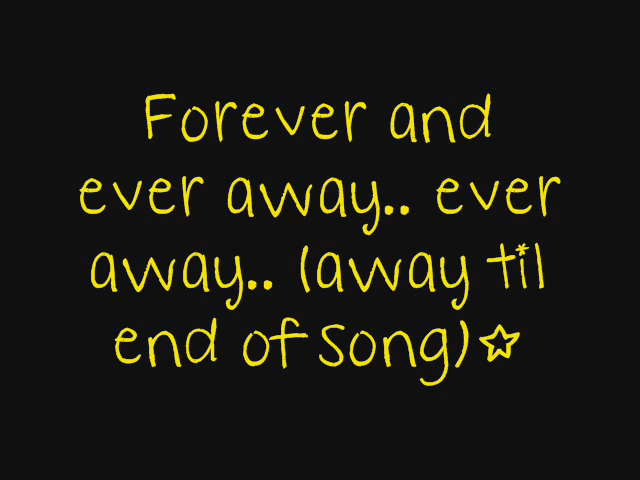 Forever and
ever away.. ever
away.. (away til
end of song)☆